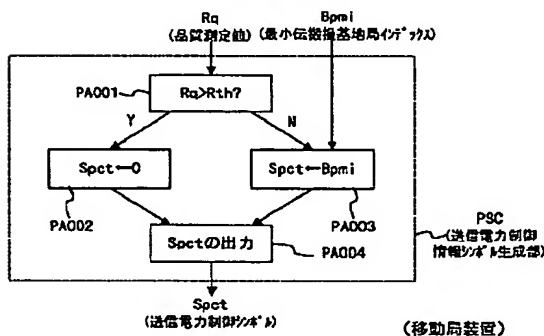 Rq
(品質測定値)
Bpmi
(最小伝搬損基地局インデックス)
PA001
Rq>Rth?
Y
N
Spct←0
Spct←Bpmi
PA002
PA003
Spctの出力
PA004
PSC
(送信電力制御
情報シンボル生成部)
Spct
(送信電力制御シンボル)
(移動局装置)